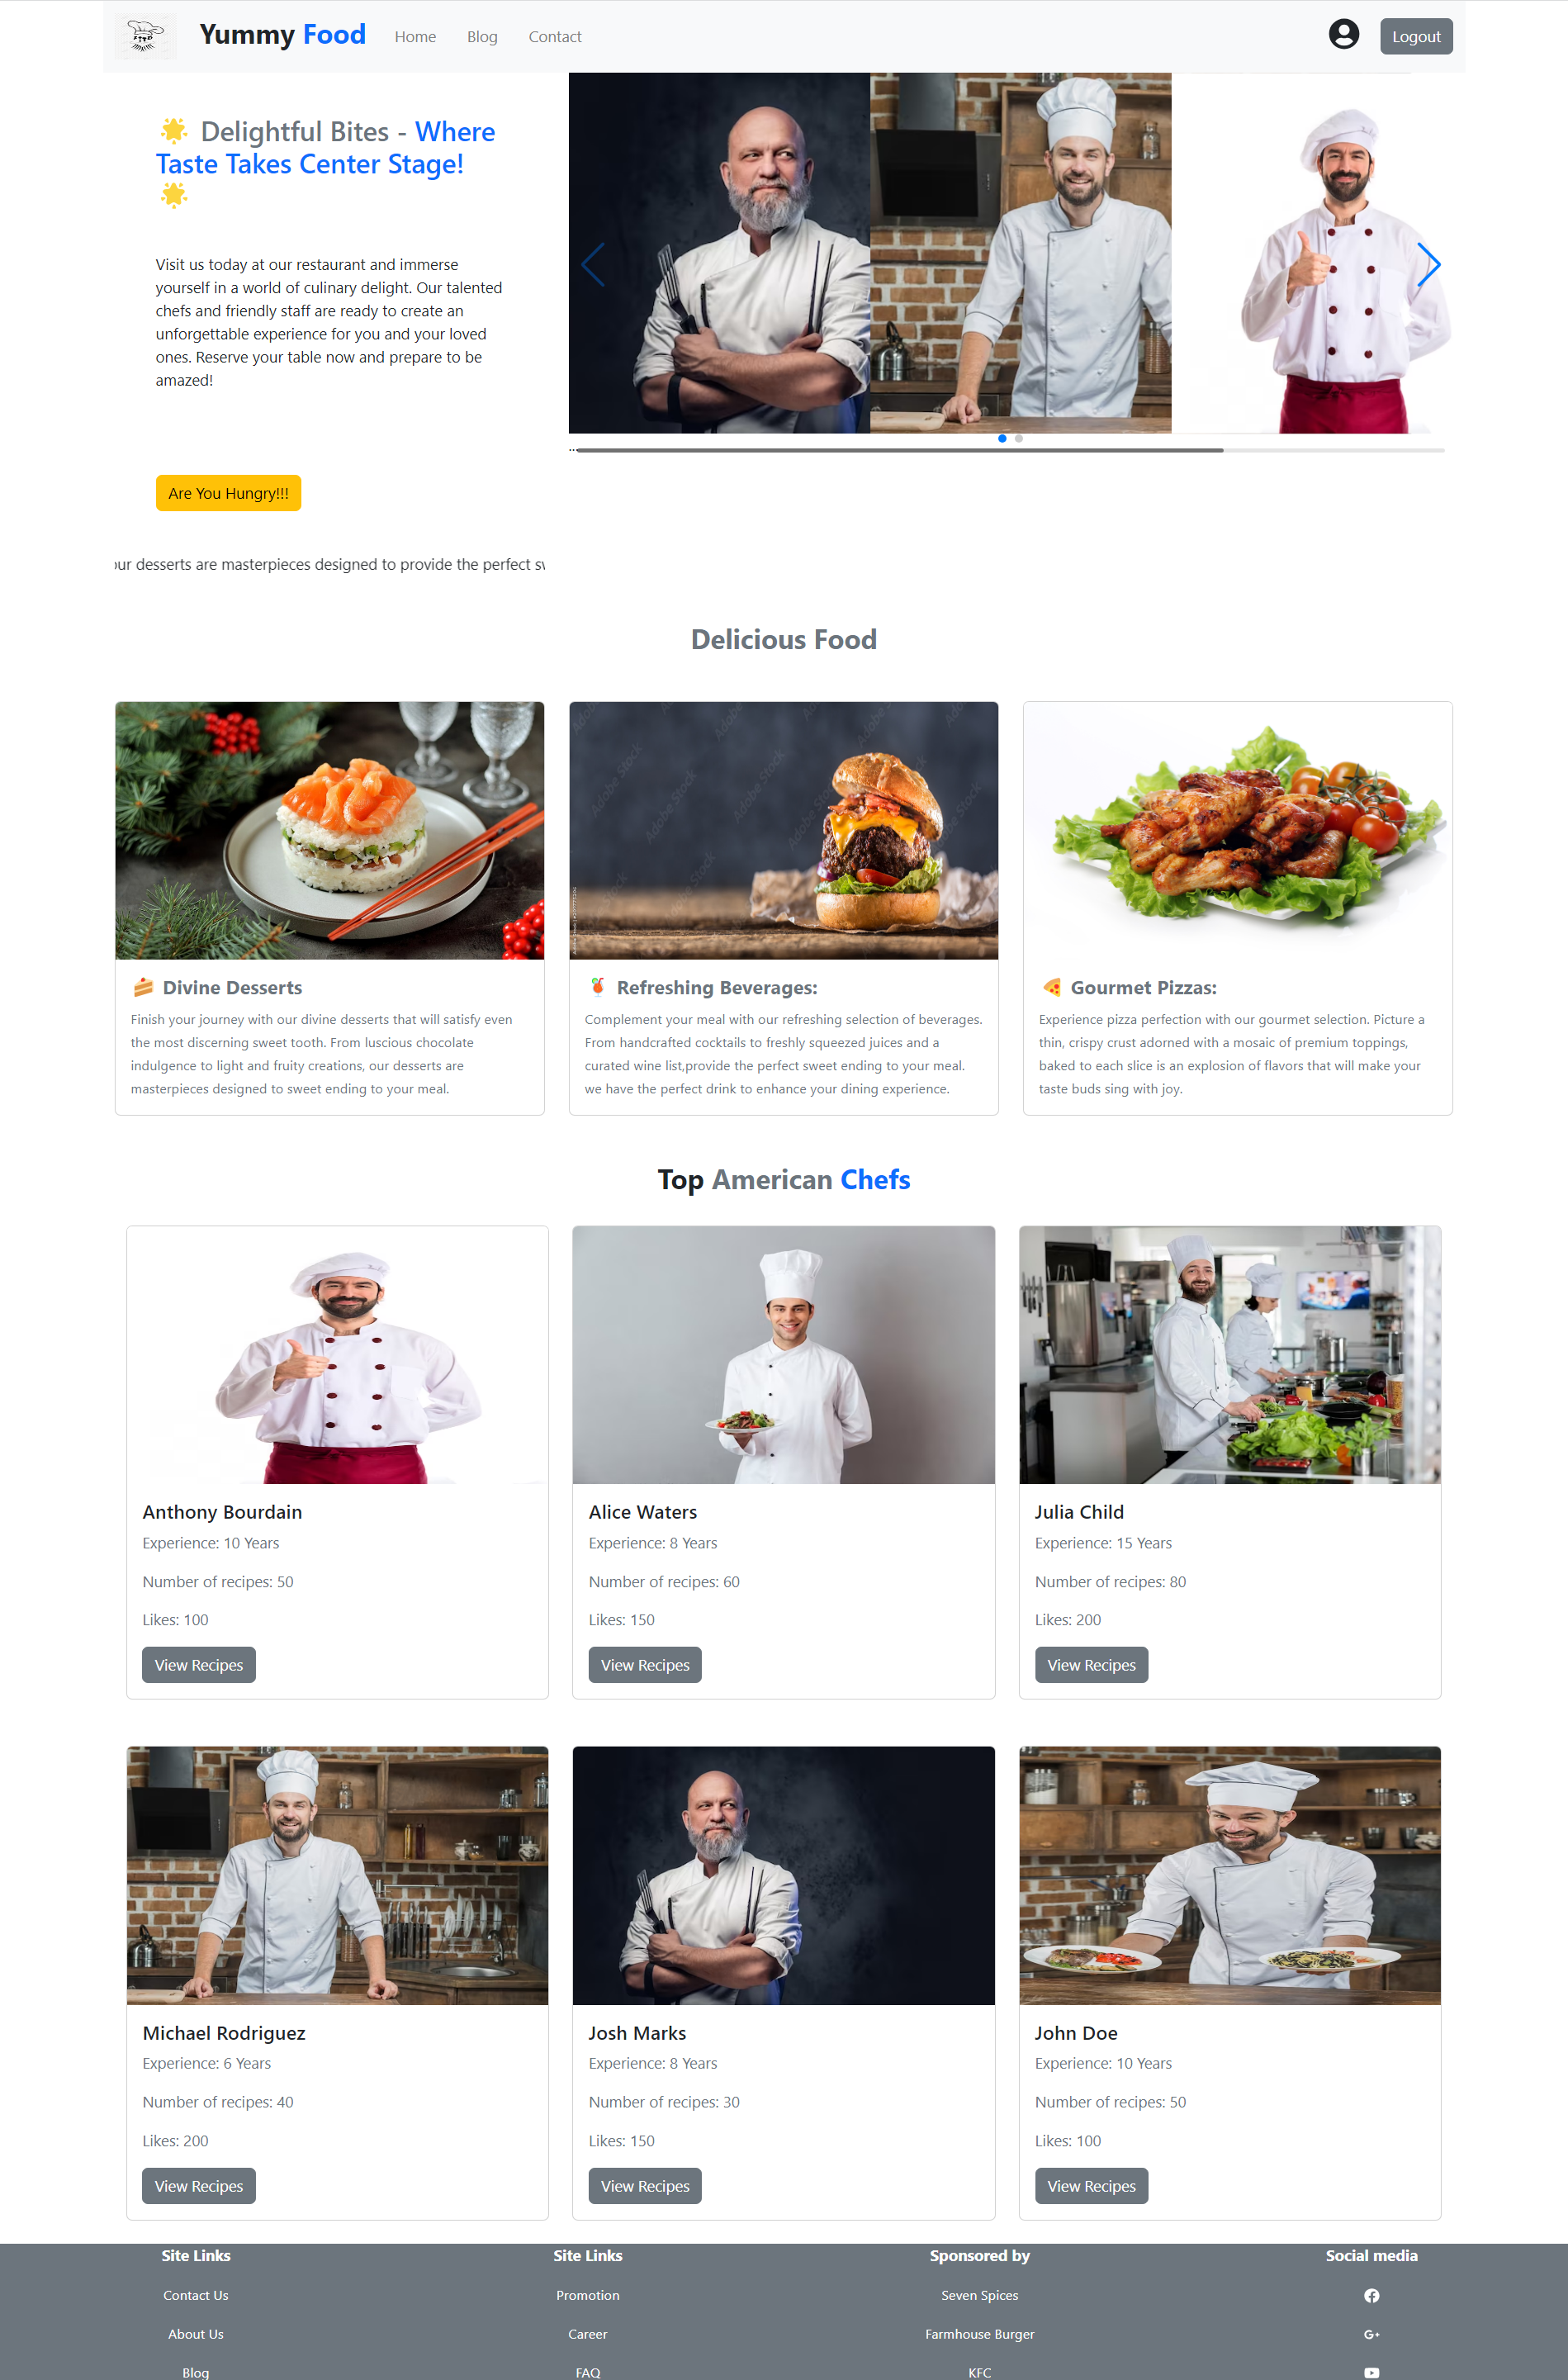 Yummy Food
Home
Blog
Contact
Logout
🌟 Delightful Bites - Where
Taste Takes Center Stage!
🌟
Visit us today at our restaurant and immerse
yourself in a world of culinary delight. Our talented
chefs and friendly staff are ready to create an
unforgettable experience for you and your loved
ones. Reserve your table now and prepare to be
amazed!
...
Are You Hungry!!!
our desserts are masterpieces designed to provide the perfect sw
Delicious Food
Adobe Stock
🍰 Divine Desserts
Finish your journey with our divine desserts that will satisfy even
the most discerning sweet tooth. From luscious chocolate
indulgence to light and fruity creations, our desserts are
masterpieces designed to sweet ending to your meal.
🍹 Refreshing Beverages:
Complement your meal with our refreshing selection of beverages.
From handcrafted cocktails to freshly squeezed juices and a
curated wine list,provide the perfect sweet ending to your meal.
we have the perfect drink to enhance your dining experience.
🍕 Gourmet Pizzas:
Experience pizza perfection with our gourmet selection. Picture a
thin, crispy crust adorned with a mosaic of premium toppings,
baked to each slice is an explosion of flavors that will make your
taste buds sing with joy.
Top American Chefs
Anthony Bourdain
Experience: 10 Years
Number of recipes: 50
Likes: 100
View Recipes
Alice Waters
Experience: 8 Years
Number of recipes: 60
Likes: 150
View Recipes
Julia Child
Experience: 15 Years
Number of recipes: 80
Likes: 200
View Recipes
Michael Rodriguez
Experience: 6 Years
Number of recipes: 40
Likes: 200
View Recipes
Josh Marks
Experience: 8 Years
Number of recipes: 30
Likes: 150
View Recipes
John Doe
Experience: 10 Years
Number of recipes: 50
Likes: 100
View Recipes
Site Links
Contact Us
About Us
Blog
Site Links
Promotion
Career
FAQ
Sponsored by
Seven Spices
Farmhouse Burger
KFC
Social media
G+